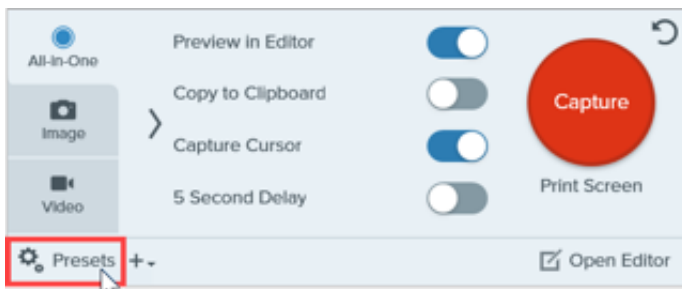 All-in-One
Image
Video
Preview in Editor
Copy to Clipboard
Capture Cursor
5 Second Delay
Capture
Print Screen
Presets
Open Editor